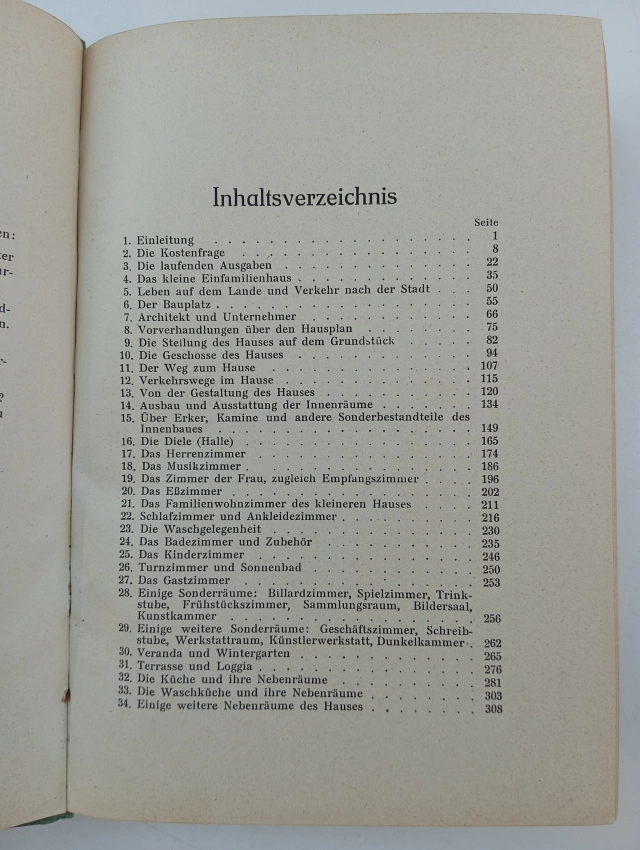 en:
ter
ur-
d-
n.
r-
?
Inhaltsverzeichnis
Seite
1. Einleitung . . . . . . . . . . . . . . . . . . 1
2. Die Kostenfrage . . . . . . . . . . . . . . . . 8
3. Die laufenden Ausgaben . . . . . . . . . . . . . 22
4. Das kleine Einfamilienhaus . . . . . . . . . . . . 35
5. Leben auf dem Lande und Verkehr nach der Stadt . . . 50
6. Der Bauplatz . . . . . . . . . . . . . . . . . 55
7. Architekt und Unternehmer . . . . . . . . . . . . 66
8. Vorverhandlungen über den Hausplan . . . . . . . . 75
9. Die Stellung des Hauses auf dem Grundstück . . . . . 82
10. Die Geschosse des Hauses . . . . . . . . . . . . 94
11. Der Weg zum Hause . . . . . . . . . . . . . . 107
12. Verkehrswege im Hause . . . . . . . . . . . . . 115
13. Von der Gestaltung des Hauses . . . . . . . . . . 120
14. Ausbau und Ausstattung der Innenräume . . . . . . . 134
15. Über Erker, Kamine und andere Sonderbestandteile des
Innenbaues . . . . . . . . . . . . . . . . . 149
16. Die Diele (Halle) . . . . . . . . . . . . . . . 165
17. Das Herrenzimmer . . . . . . . . . . . . . . . 174
18. Das Musikzimmer . . . . . . . . . . . . . . . 186
19. Das Zimmer der Frau, zugleich Empfangszimmer . . . . 196
20. Das Eßzimmer . . . . . . . . . . . . . . . . 202
21. Das Familienwohnzimmer des kleineren Hauses . . . . 211
22. Schlafzimmer und Ankleidezimmer . . . . . . . . . 216
23. Die Waschgelegenheit . . . . . . . . . . . . . . 230
24. Das Badezimmer und Zubehör . . . . . . . . . . . 235
25. Das Kinderzimmer . . . . . . . . . . . . . . . 246
26. Turnzimmer und Sonnenbad . . . . . . . . . . . . 250
27. Das Gastzimmer . . . . . . . . . . . . . . . . 253
28. Einige Sonderräume: Billardzimmer, Spielzimmer, Trink-
stube, Frühstückszimmer, Sammlungsraum, Bildersaal,
Kunstkammer . . . . . . . . . . . . . . . . 256
29. Einige weitere Sonderräume: Geschäftszimmer, Schreib-
stube, Werkstattraum, Künstlerwerkstatt, Dunkelkammer . 262
30. Veranda und Wintergarten . . . . . . . . . . . . 265
31. Terrasse und Loggia . . . . . . . . . . . . . . 276
32. Die Küche und ihre Nebenräume . . . . . . . . . . 281
33. Die Waschküche und ihre Nebenräume . . . . . . . . 303
34. Einige weitere Nebenräume des Hauses . . . . . . . . 308